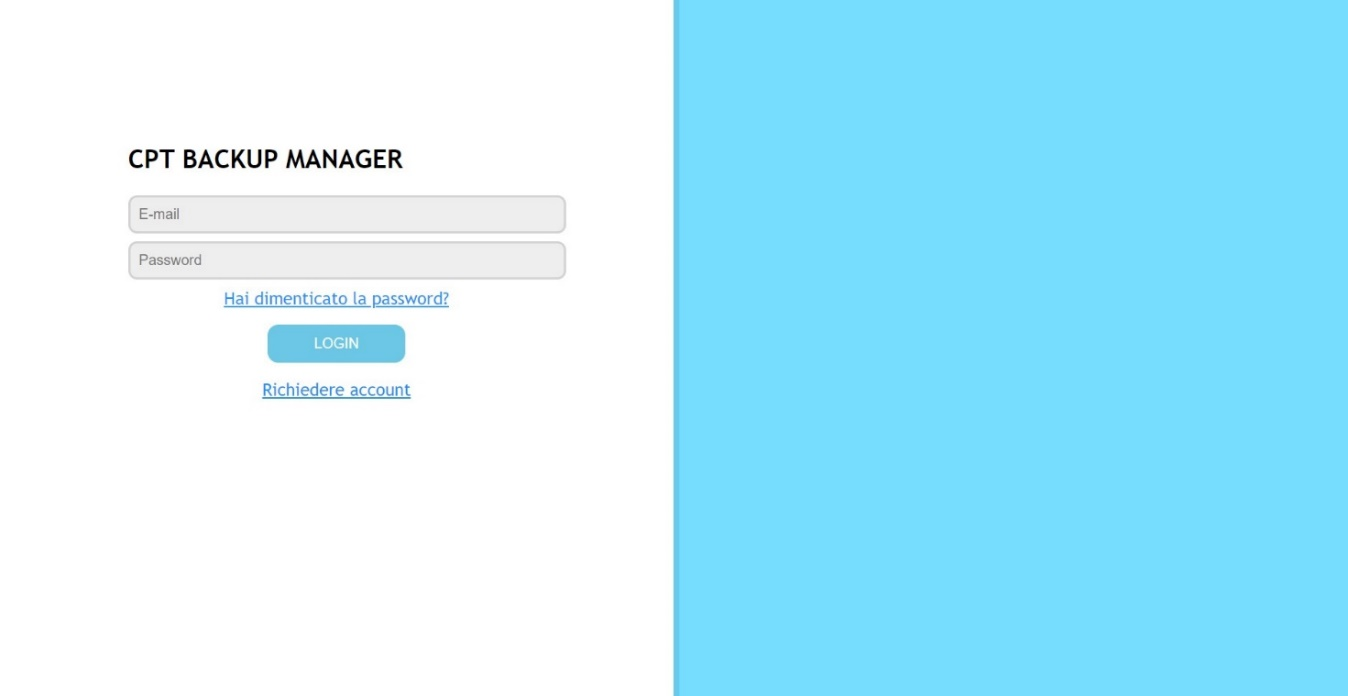 CPT BACKUP MANAGER
E-mail
Password
Hai dimenticato la password?
LOGIN
Richiedere account